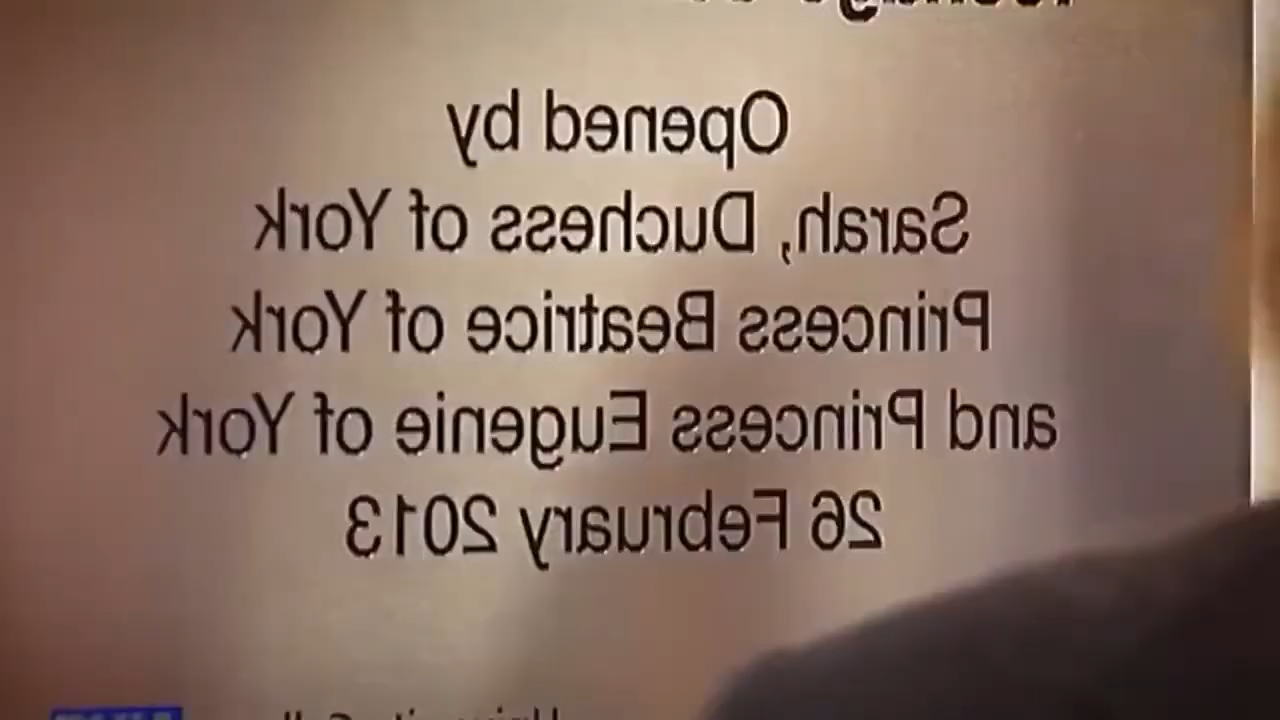 Opened by
Sarah, Duchess of York
Princess Beatrice of York
and Princess Eugenie of York
26 February 2013